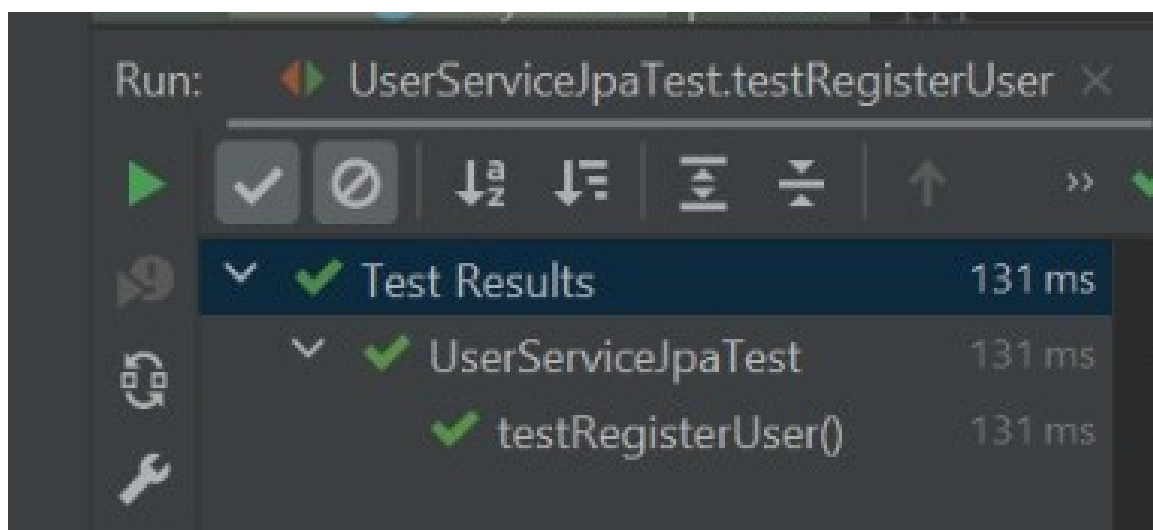 Run: UserServiceJpaTest.testRegisterUser
Test Results 131 ms
UserServiceJpaTest 131 ms
testRegisterUser() 131 ms